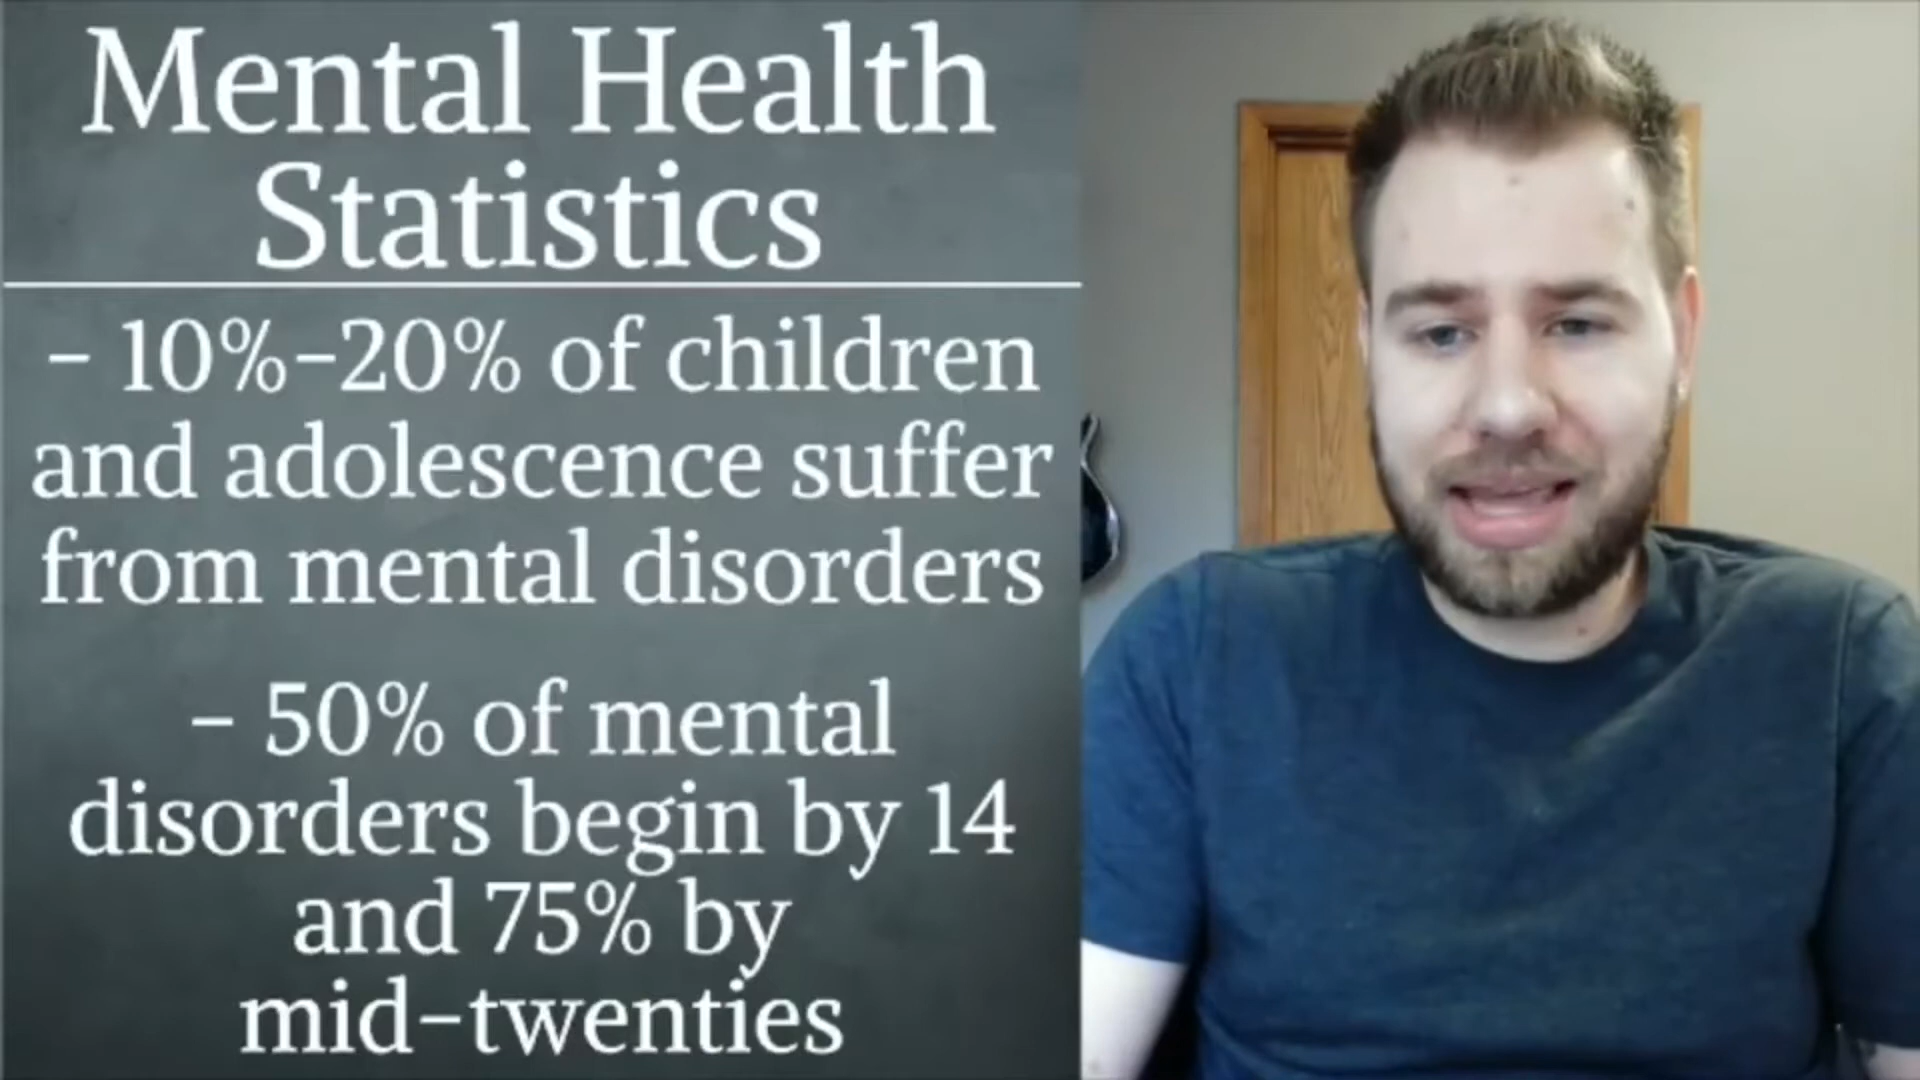 Mental Health
Statistics
- 10%-20% of children
and adolescence suffer
from mental disorders
- 50% of mental
disorders begin by 14
and 75% by
mid-twenties